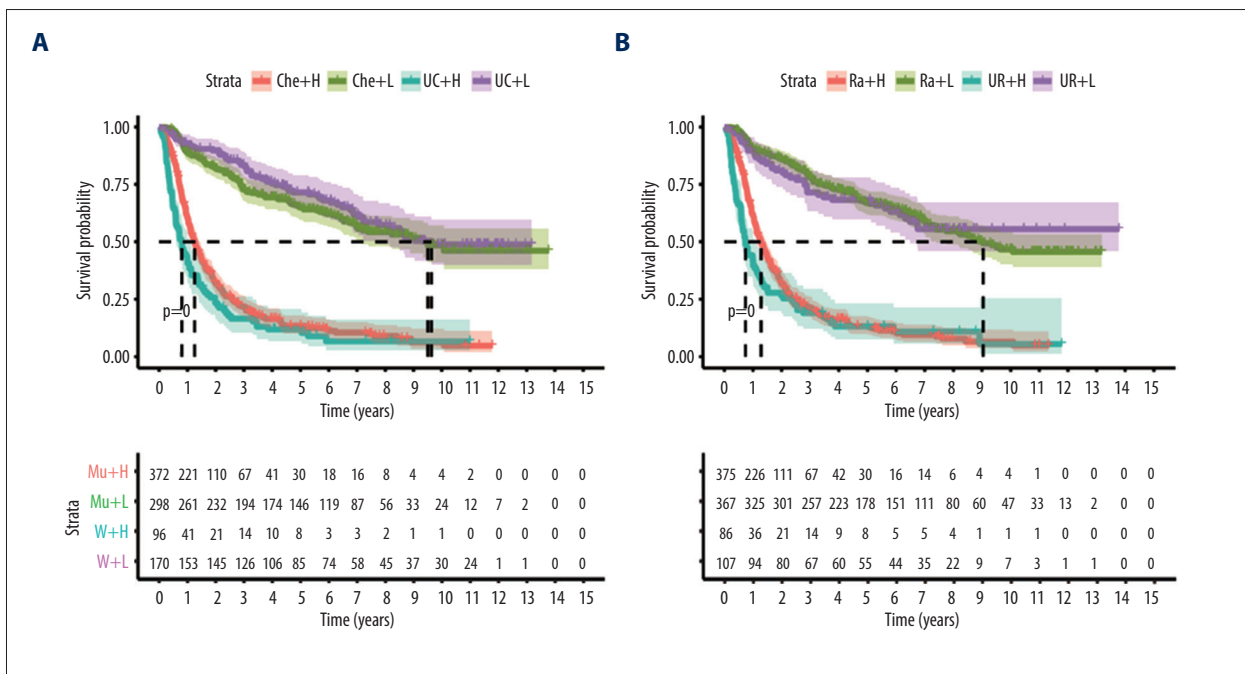 A
Strata Che+H Che+L UC+H UC+L
1.00
0.75
0.50
0.25
0.00
Survival probability
p=0
0 1 2 3 4 5 6 7 8 9 10 11 12 13 14 15
Time (years)
Strata
Mu+H 372 221 110 67 41 30 18 16 8 4 4 2 0 0 0 0
Mu+L 298 261 232 194 174 146 119 87 56 33 24 12 7 2 0 0
W+H 96 41 21 14 10 8 3 3 2 1 1 0 0 0 0 0
W+L 170 153 145 126 106 85 74 58 45 37 30 24 1 1 0 0
0 1 2 3 4 5 6 7 8 9 10 11 12 13 14 15
Time (years)
B
Strata Ra+H Ra+L UR+H UR+L
1.00
0.75
0.50
0.25
0.00
Survival probability
p=0
0 1 2 3 4 5 6 7 8 9 10 11 12 13 14 15
Time (years)
375 226 111 67 42 30 16 14 6 4 4 1 0 0 0 0
367 325 301 257 223 178 151 111 80 60 47 33 13 2 0 0
86 36 21 14 9 8 5 5 4 1 1 1 0 0 0 0
107 94 80 67 60 55 44 35 22 9 7 3 1 1 0 0
0 1 2 3 4 5 6 7 8 9 10 11 12 13 14 15
Time (years)